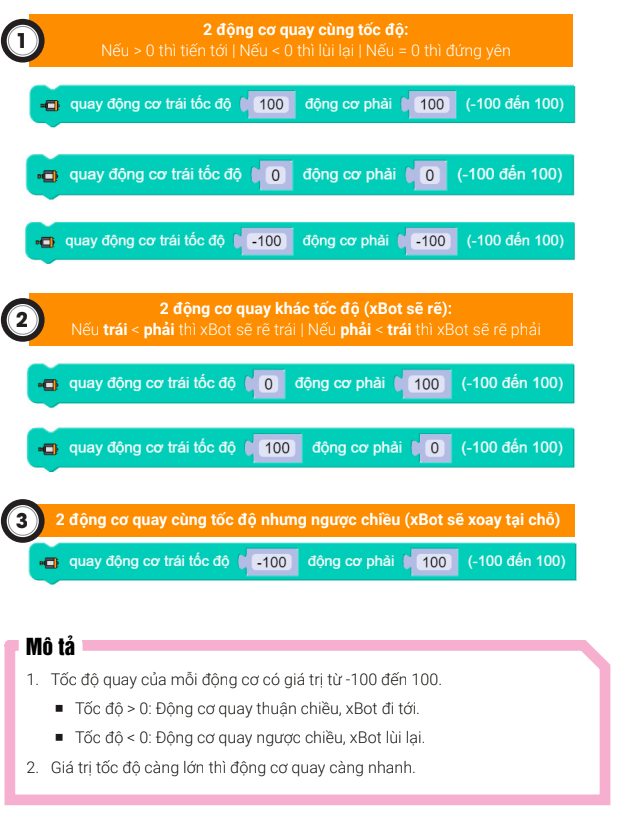 1
2 động cơ quay cùng tốc độ:
Nếu > 0 thì tiến tới | Nếu < 0 thì lùi lại | Nếu = 0 thì đứng yên
quay động cơ trái tốc độ 100 động cơ phải 100 (-100 đến 100)
quay động cơ trái tốc độ 0 động cơ phải 0 (-100 đến 100)
quay động cơ trái tốc độ -100 động cơ phải -100 (-100 đến 100)
2
2 động cơ quay khác tốc độ (xBot sẽ rẽ):
Nếu trái < phải thì xBot sẽ rẽ trái | Nếu phải < trái thì xBot sẽ rẽ phải
quay động cơ trái tốc độ 0 động cơ phải 100 (-100 đến 100)
quay động cơ trái tốc độ 100 động cơ phải 0 (-100 đến 100)
3
2 động cơ quay cùng tốc độ nhưng ngược chiều (xBot sẽ xoay tại chỗ)
quay động cơ trái tốc độ -100 động cơ phải 100 (-100 đến 100)
Mô tả
1. Tốc độ quay của mỗi động cơ có giá trị từ -100 đến 100.
■ Tốc độ > 0: Động cơ quay thuận chiều, xBot đi tới.
■ Tốc độ < 0: Động cơ quay ngược chiều, xBot lùi lại.
2. Giá trị tốc độ càng lớn thì động cơ quay càng nhanh.